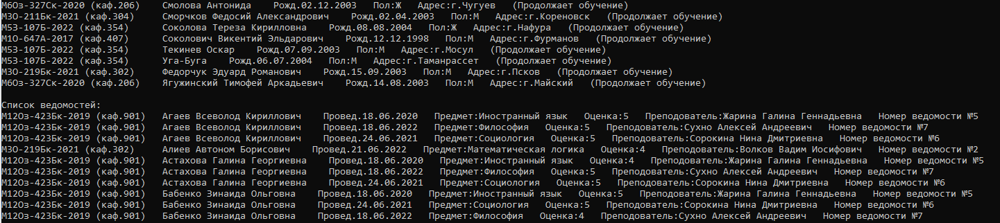 М6Оз-327Ск-2020 (каф.206) Смолова Антонида Рожд.02.12.2003 Пол:Ж Адрес:г.Чугуев (Продолжает обучение)
М3О-211Бк-2021 (каф.304) Сморчков Федосий Александрович Рожд.02.04.2003 Пол:М Адрес:г.Кореновск (Продолжает обучение)
М53-107Б-2022 (каф.354) Соколова Тереза Кирилловна Рожд.08.08.2004 Пол:Ж Адрес:г.Нафура (Продолжает обучение)
М1О-647А-2017 (каф.407) Соколович Викентий Эльдарович Рожд.12.12.1998 Пол:М Адрес:г.Фурманов (Продолжает обучение)
М53-107Б-2022 (каф.354) Текинев Оскар Рожд.07.09.2003 Пол:М Адрес:г.Мосул (Продолжает обучение)
М53-107Б-2022 (каф.354) Уга-Буга Рожд.06.07.2004 Пол:М Адрес:г.Таманрассет (Продолжает обучение)
М3О-219Бк-2021 (каф.302) Федорчук Эдуард Романович Рожд.15.09.2003 Пол:М Адрес:г.Псков (Продолжает обучение)
М6Оз-327Ск-2020 (каф.206) Ягужинский Тимофей Аркадьевич Рожд.14.08.2003 Пол:М Адрес:г.Майский (Продолжает обучение)
Список ведомостей:
М12Оз-423Бк-2019 (каф.901) Агаев Всеволод Кириллович Провед.18.06.2020 Предмет:Иностранный язык Оценка:5 Преподователь:Жарина Галина Геннадьевна Номер ведомости №5
М12Оз-423Бк-2019 (каф.901) Агаев Всеволод Кириллович Провед.18.06.2022 Предмет:Философия Оценка:5 Преподователь:Сухно Алексей Андреевич Номер ведомости №7
М12Оз-423Бк-2019 (каф.901) Агаев Всеволод Кириллович Провед.24.06.2021 Предмет:Социология Оценка:5 Преподователь:Сорокина Нина Дмитриевна Номер ведомости №6
М3О-219Бк-2021 (каф.302) Алиев Автоном Борисович Провед.21.06.2022 Предмет:Математическая логика Оценка:4 Преподователь:Волков Вадим Иосифович Номер ведомости №2
М12Оз-423Бк-2019 (каф.901) Астахова Галина Георгиевна Провед.18.06.2020 Предмет:Иностранный язык Оценка:4 Преподователь:Жарина Галина Геннадьевна Номер ведомости №5
М12Оз-423Бк-2019 (каф.901) Астахова Галина Георгиевна Провед.18.06.2022 Предмет:Философия Оценка:5 Преподователь:Сухно Алексей Андреевич Номер ведомости №7
М12Оз-423Бк-2019 (каф.901) Астахова Галина Георгиевна Провед.24.06.2021 Предмет:Социология Оценка:5 Преподователь:Сорокина Нина Дмитриевна Номер ведомости №6
М12Оз-423Бк-2019 (каф.901) Бабенко Зинаида Ольговна Провед.18.06.2020 Предмет:Иностранный язык Оценка:5 Преподователь:Жарина Галина Геннадьевна Номер ведомости №5
М12Оз-423Бк-2019 (каф.901) Бабенко Зинаида Ольговна Провед.24.06.2021 Предмет:Социология Оценка:5 Преподователь:Сорокина Нина Дмитриевна Номер ведомости №6
М12Оз-423Бк-2019 (каф.901) Бабенко Зинаида Ольговна Провед.18.06.2022 Предмет:Философия Оценка:4 Преподователь:Сухно Алексей Андреевич Номер ведомости №7